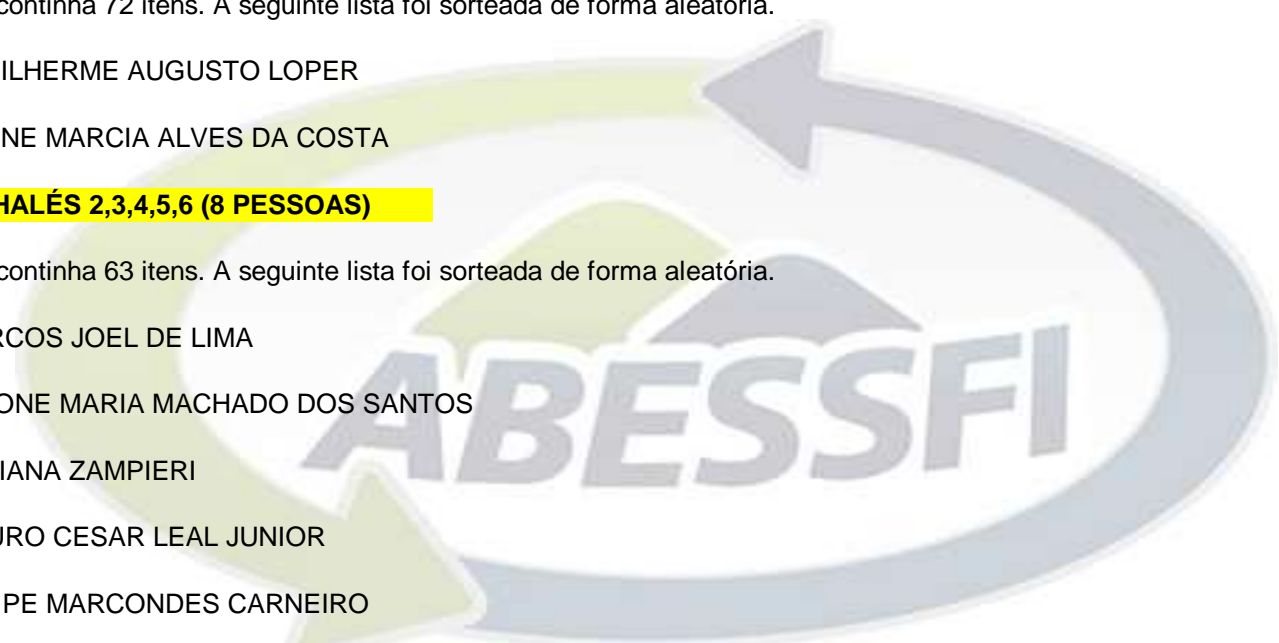 continha 72 itens. A seguinte lista foi sorteada de forma aleatória.
ILHERME AUGUSTO LOPER
NE MARCIA ALVES DA COSTA
HALÉS 2,3,4,5,6 (8 PESSOAS)
continha 63 itens. A seguinte lista foi sorteada de forma aleatória.
RCOS JOEL DE LIMA
ONE MARIA MACHADO DOS SANTOS
IANA ZAMPIERI
URO CESAR LEAL JUNIOR
PE MARCONDES CARNEIRO
ABESSFI